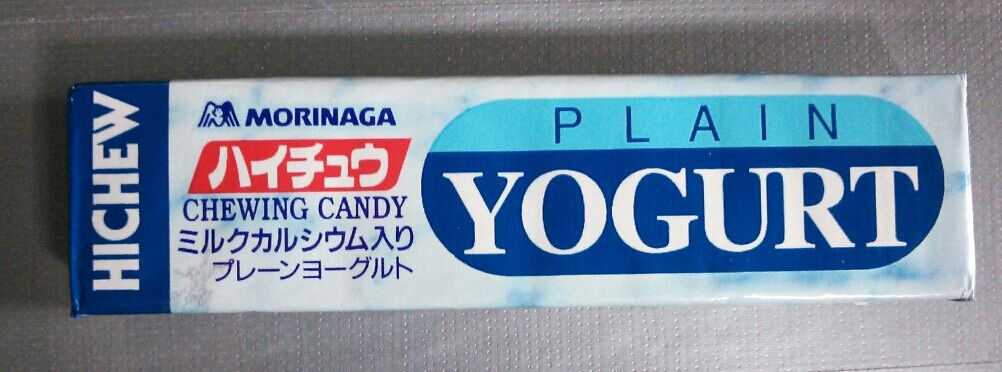 HICHEW
MORINAGA
ハイチュウ
CHEWING CANDY
ミルクカルシウム入り
プレーンヨーグルト
PLAIN
YOGURT